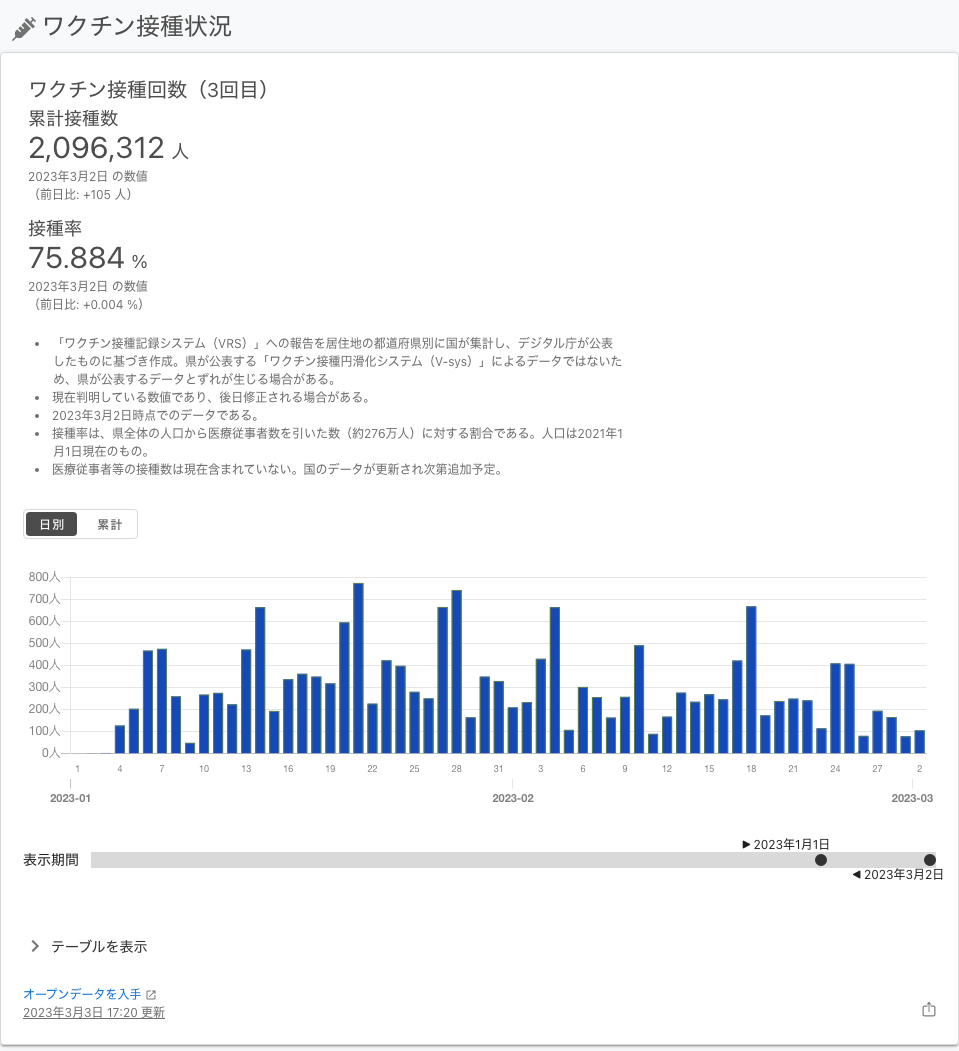 ワクチン接種状況
ワクチン接種回数（3回目）
累計接種数
2,096,312 人
2023年3月2日 の数値
（前日比: +105 人）
接種率
75.884 %
2023年3月2日 の数値
（前日比: +0.004 %）
• 「ワクチン接種記録システム（VRS）」への報告を居住地の都道府県別に国が集計し、デジタル庁が公表
したものに基づき作成。県が公表する「ワクチン接種円滑化システム（V-sys）」によるデータではないた
め、県が公表するデータとずれが生じる場合がある。
• 現在判明している数値であり、後日修正される場合がある。
• 2023年3月2日時点でのデータである。
• 接種率は、県全体の人口から医療従事者数を引いた数（約276万人）に対する割合である。人口は2021年1
月1日現在のもの。
• 医療従事者等の接種数は現在含まれていない。国のデータが更新され次第追加予定。
日別 累計
800人
700人
600人
500人
400人
300人
200人
100人
0人
1 4 7 10 13 16 19 22 25 28 31 3 6 9 12 15 18 21 24 27 2
2023-01 2023-02 2023-03
▶ 2023年1月1日
表示期間
◀ 2023年3月2日
テーブルを表示
オープンデータを入手
2023年3月3日 17:20 更新